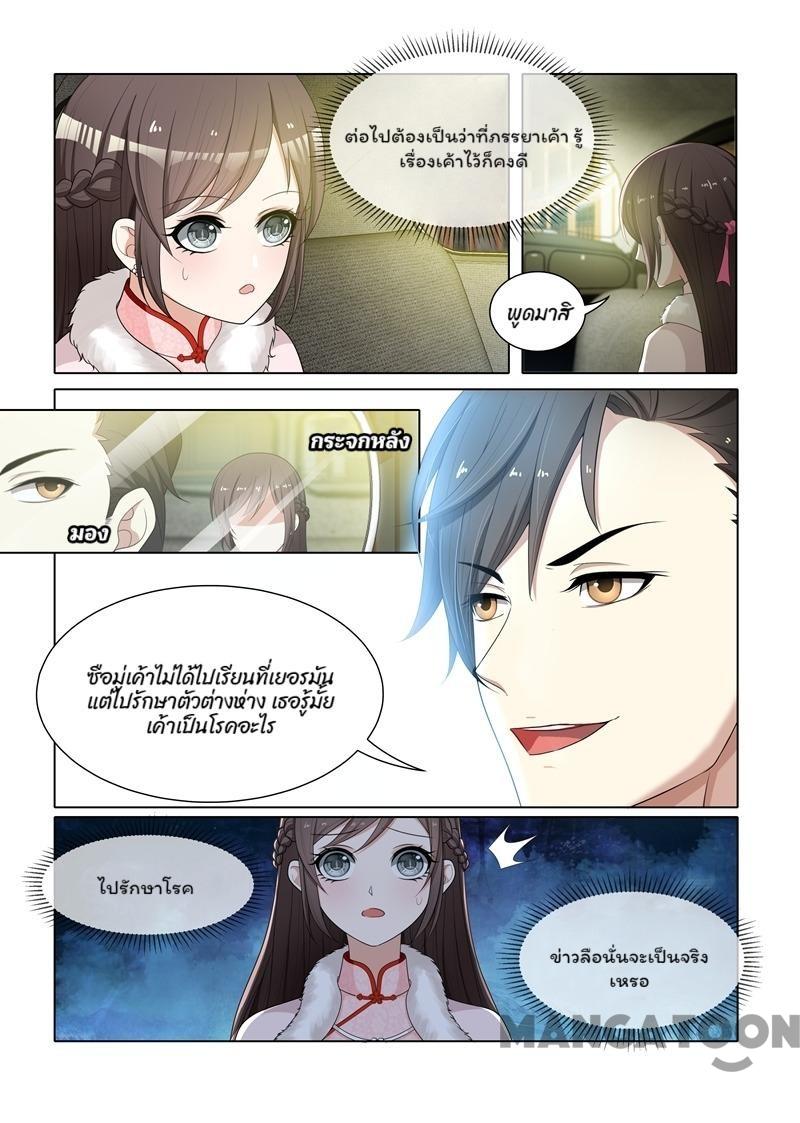 ต่อไปต้องเป็นว่าที่ภรรยาเค้า รู้
เรื่องเค้าไว้ก็คงดี
พูดมาสิ
กระจกหลัง
มอง
ซือมู่เค้าไม่ได้ไปเรียนที่เยอรมัน
แต่ไปรักษาตัวต่างห่าง เธอรู้มั้ย
เค้าเป็นโรคอะไร
ไปรักษาโรค
ข่าวลือนั่นจะเป็นจริง
เหรอ
MANGATOON